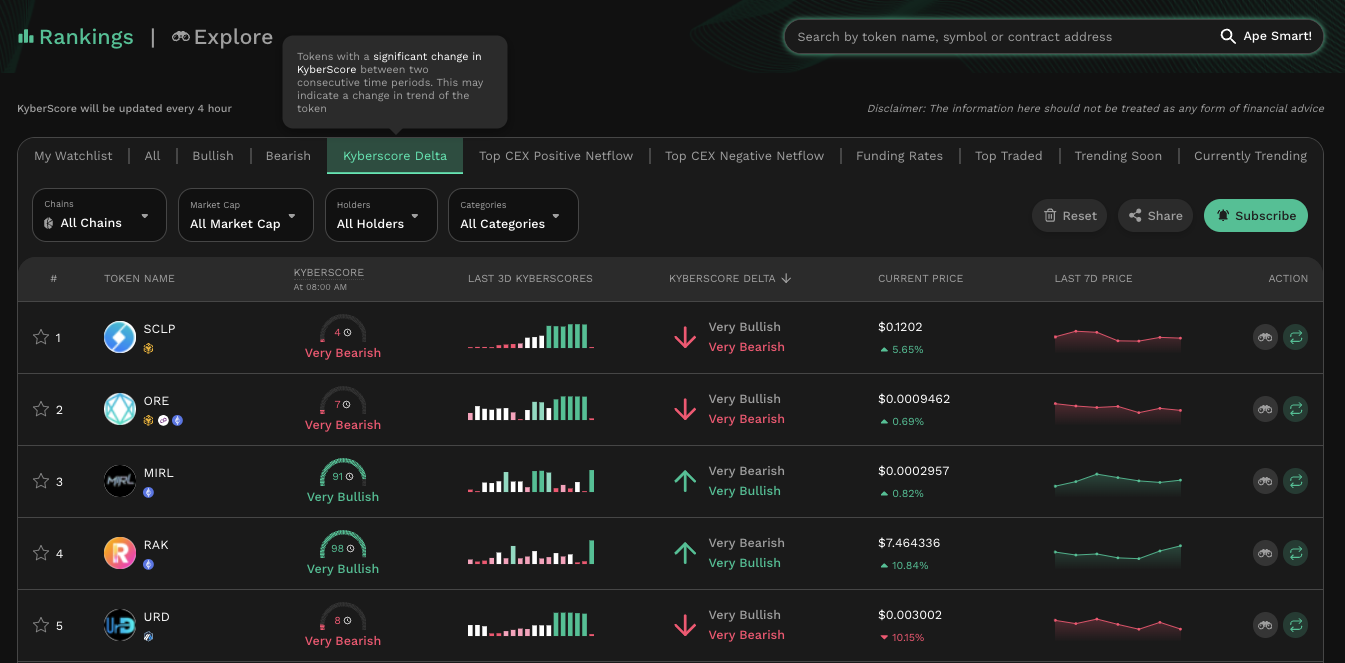 Rankings | Explore
Search by token name, symbol or contract address
Ape Smart!
Tokens with a significant change in
KyberScore between two
consecutive time periods. This may
indicate a change in trend of the
token
KyberScore will be updated every 4 hour
Disclaimer: The information here should not be treated as any form of financial advice
My Watchlist | All | Bullish | Bearish Kyberscore Delta Top CEX Positive Netflow | Top CEX Negative Netflow | Funding Rates | Top Traded | Trending Soon | Currently Trending
Chains
All Chains
Market Cap
All Market Cap
Holders
All Holders
Categories
All Categories
Reset
Share
Subscribe
# TOKEN NAME KYBERSCORE LAST 3D KYBERSCORES KYBERSCORE DELTA CURRENT PRICE LAST 7D PRICE ACTION
At 08:00 AM
1 SCLP 4 Very Bullish $0.1202
Very Bearish Very Bearish 5.65%
2 ORE 7 Very Bullish $0.0009462
Very Bearish Very Bearish 0.69%
3 MIRL 91 Very Bearish $0.0002957
Very Bullish Very Bullish 0.82%
4 RAK 98 Very Bearish $7.464336
Very Bullish Very Bullish 10.84%
5 URD 8 Very Bullish $0.003002
Very Bearish Very Bearish 10.15%